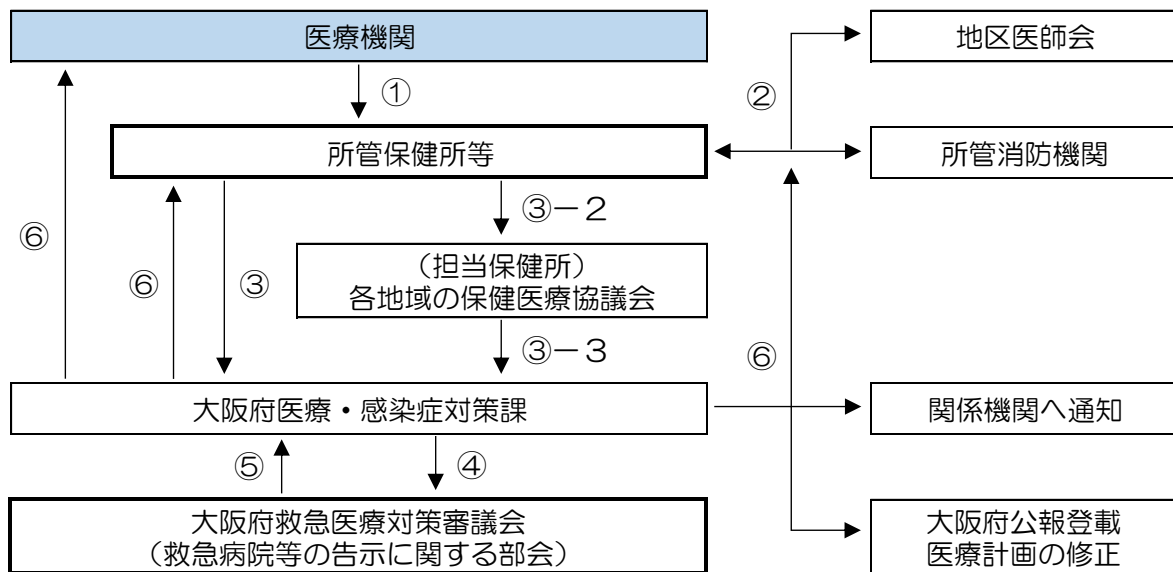 医療機関
地区医師会
①
②
所管保健所等
所管消防機関
③－2
⑥
（担当保健所）
各地域の保健医療協議会
⑥
③
③－3
⑥
大阪府医療・感染症対策課
関係機関へ通知
⑤
④
大阪府救急医療対策審議会
（救急病院等の告示に関する部会）
大阪府公報登載
医療計画の修正